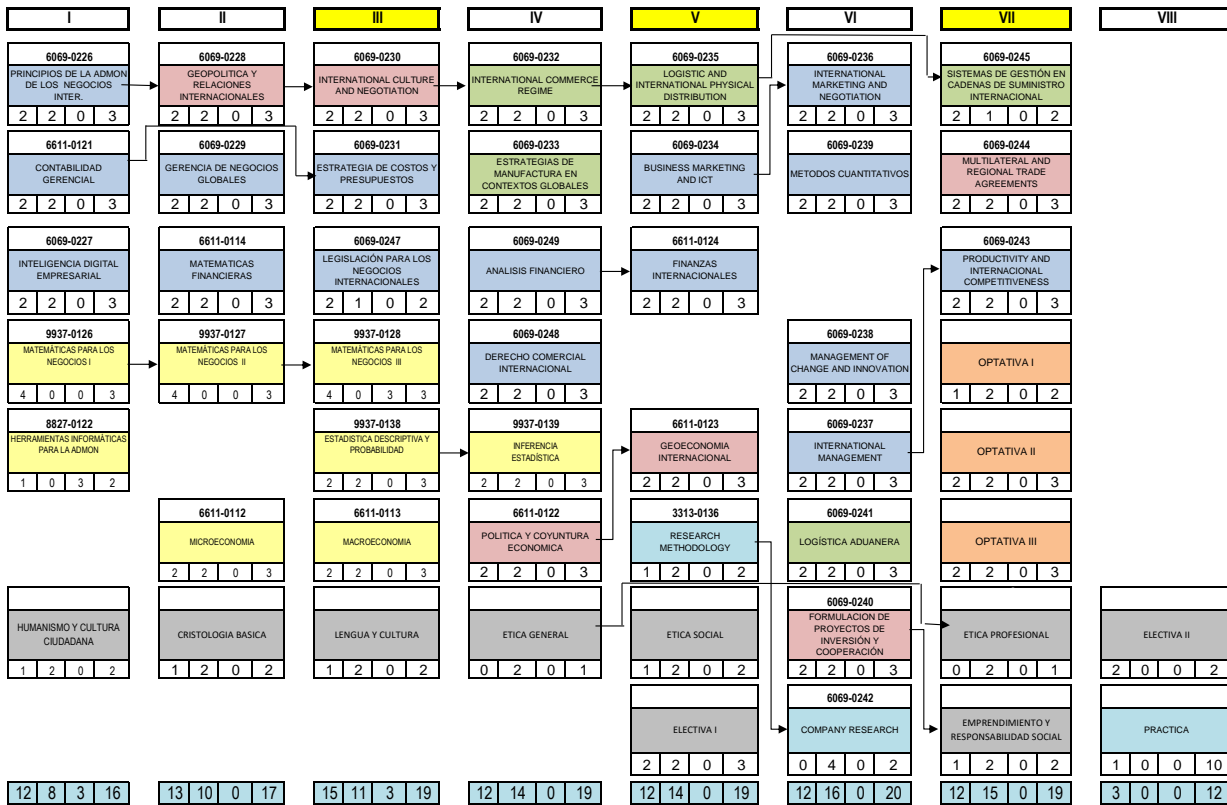 I II III IV V VI VII VIII
6069-0226 6069-0228 6069-0230 6069-0232 6069-0235 6069-0236 6069-0245
PRINCIPIOS DE LA ADMON
DE LOS NEGOCIOS
INTER.
GEOPOLITICA Y
RELACIONES
INTERNACIONALES
INTERNATIONAL CULTURE
AND NEGOTIATION
INTERNATIONAL COMMERCE
REGIME
LOGISTIC AND
INTERNATIONAL PHYSICAL
DISTRIBUTION
INTERNATIONAL
MARKETING AND
NEGOTIATION
SISTEMAS DE GESTIÓN EN
CADENAS DE SUMINISTRO
INTERNACIONAL
2 2 0 3 2 2 0 3 2 2 0 3 2 2 0 3 2 2 0 3 2 2 0 3 2 1 0 2
6611-0121 6069-0229 6069-0231 6069-0233 6069-0234 6069-0239 6069-0244
CONTABILIDAD
GERENCIAL
GERENCIA DE NEGOCIOS
GLOBALES
ESTRATEGIA DE COSTOS Y
PRESUPUESTOS
ESTRATEGIAS DE
MANUFACTURA EN
CONTEXTOS GLOBALES
BUSINESS MARKETING
AND ICT
METODOS CUANTITATIVOS
MULTILATERAL AND
REGIONAL TRADE
AGREEMENTS
2 2 0 3 2 2 0 3 2 2 0 3 2 2 0 3 2 2 0 3 2 2 0 3 2 2 0 3
6069-0227 6611-0114 6069-0247 6069-0249 6611-0124 6069-0243
INTELIGENCIA DIGITAL
EMPRESARIAL
MATEMATICAS
FINANCIERAS
LEGISLACIÓN PARA LOS
NEGOCIOS
INTERNACIONALES
ANALISIS FINANCIERO
FINANZAS
INTERNACIONALES
PRODUCTIVITY AND
INTERNACIONAL
COMPETITIVENESS
2 2 0 3 2 2 0 3 2 1 0 2 2 2 0 3 2 2 0 3 2 2 0 3
9937-0126 9937-0127 9937-0128 6069-0248 6069-0238
MATEMÁTICAS PARA LOS
NEGOCIOS I
MATEMÁTICAS PARA LOS
NEGOCIOS II
MATEMÁTICAS PARA LOS
NEGOCIOS III
DERECHO COMERCIAL
INTERNACIONAL
MANAGEMENT OF
CHANGE AND INNOVATION
OPTATIVA I
4 0 0 3 4 0 0 3 4 0 3 3 2 2 0 3 2 2 0 3 1 2 0 2
8827-0122 9937-0138 9937-0139 6611-0123 6069-0237
HERRAMIENTAS INFORMÁTICAS
PARA LA ADMON
ESTADISTICA DESCRIPTIVA Y
PROBABILIDAD
INFERENCIA
ESTADÍSTICA
GEOECONOMIA
INTERNACIONAL
INTERNATIONAL
MANAGEMENT
OPTATIVA II
1 0 3 2 2 2 0 3 2 2 0 3 2 2 0 3 2 2 0 3 2 2 0 3
6611-0112 6611-0113 6611-0122 3313-0136 6069-0241
MICROECONOMIA
MACROECONOMIA
POLITICA Y COYUNTURA
ECONOMICA
RESEARCH
METHODOLOGY
LOGÍSTICA ADUANERA
OPTATIVA III
2 2 0 3 2 2 0 3 2 2 0 3 1 2 0 2 2 2 0 3 2 2 0 3
6069-0240
HUMANISMO Y CULTURA
CIUDADANA
CRISTOLOGIA BASICA
LENGUA Y CULTURA
ETICA GENERAL
ETICA SOCIAL
FORMULACION DE
PROYECTOS DE
INVERSIÓN Y
COOPERACIÓN
ETICA PROFESIONAL
ELECTIVA II
1 2 0 2 1 2 0 2 1 2 0 2 0 2 0 1 1 2 0 2 2 2 0 3 0 2 0 1 2 0 0 2
6069-0242
ELECTIVA I
COMPANY RESEARCH
EMPRENDIMIENTO Y
RESPONSABILIDAD SOCIAL
PRACTICA
2 2 0 3 0 4 0 2 1 2 0 2 1 0 0 10
12 8 3 16 13 10 0 17 15 11 3 19 12 14 0 19 12 14 0 19 12 16 0 20 12 15 0 19 3 0 0 12